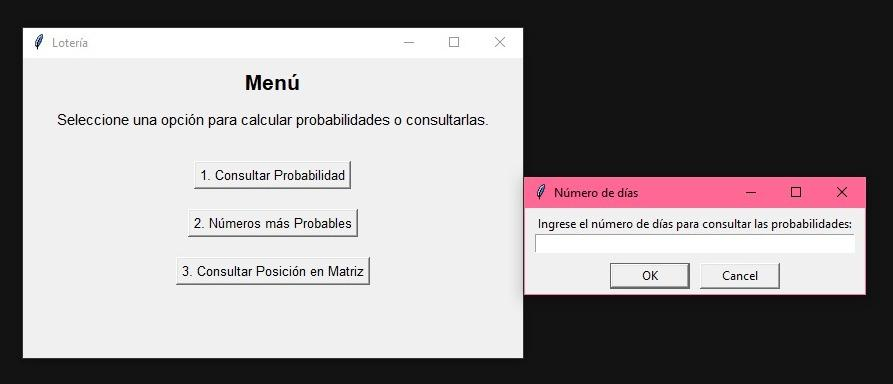 Lotería
Menú
Seleccione una opción para calcular probabilidades o consultarlas.
1. Consultar Probabilidad
2. Números más Probables
3. Consultar Posición en Matriz
Número de días
Ingrese el número de días para consultar las probabilidades:
OK
Cancel